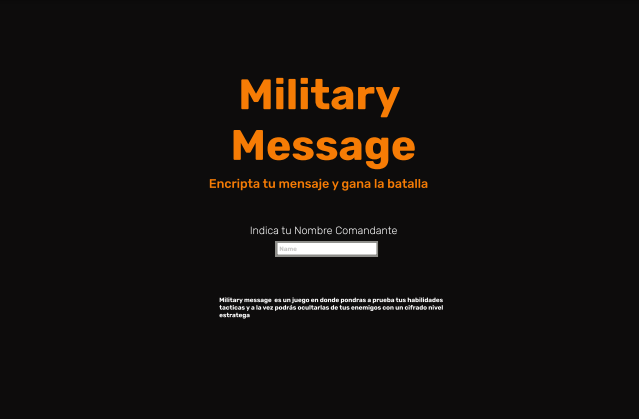 Military
Message
Encripta tu mensaje y gana la batalla
Indica tu Nombre Comandante
Name
Military message es un juego en donde pondras a prueba tus habilidades
tacticas y a la vez podrás ocultarlas de tus enemigos con un cifrado nivel
estratega